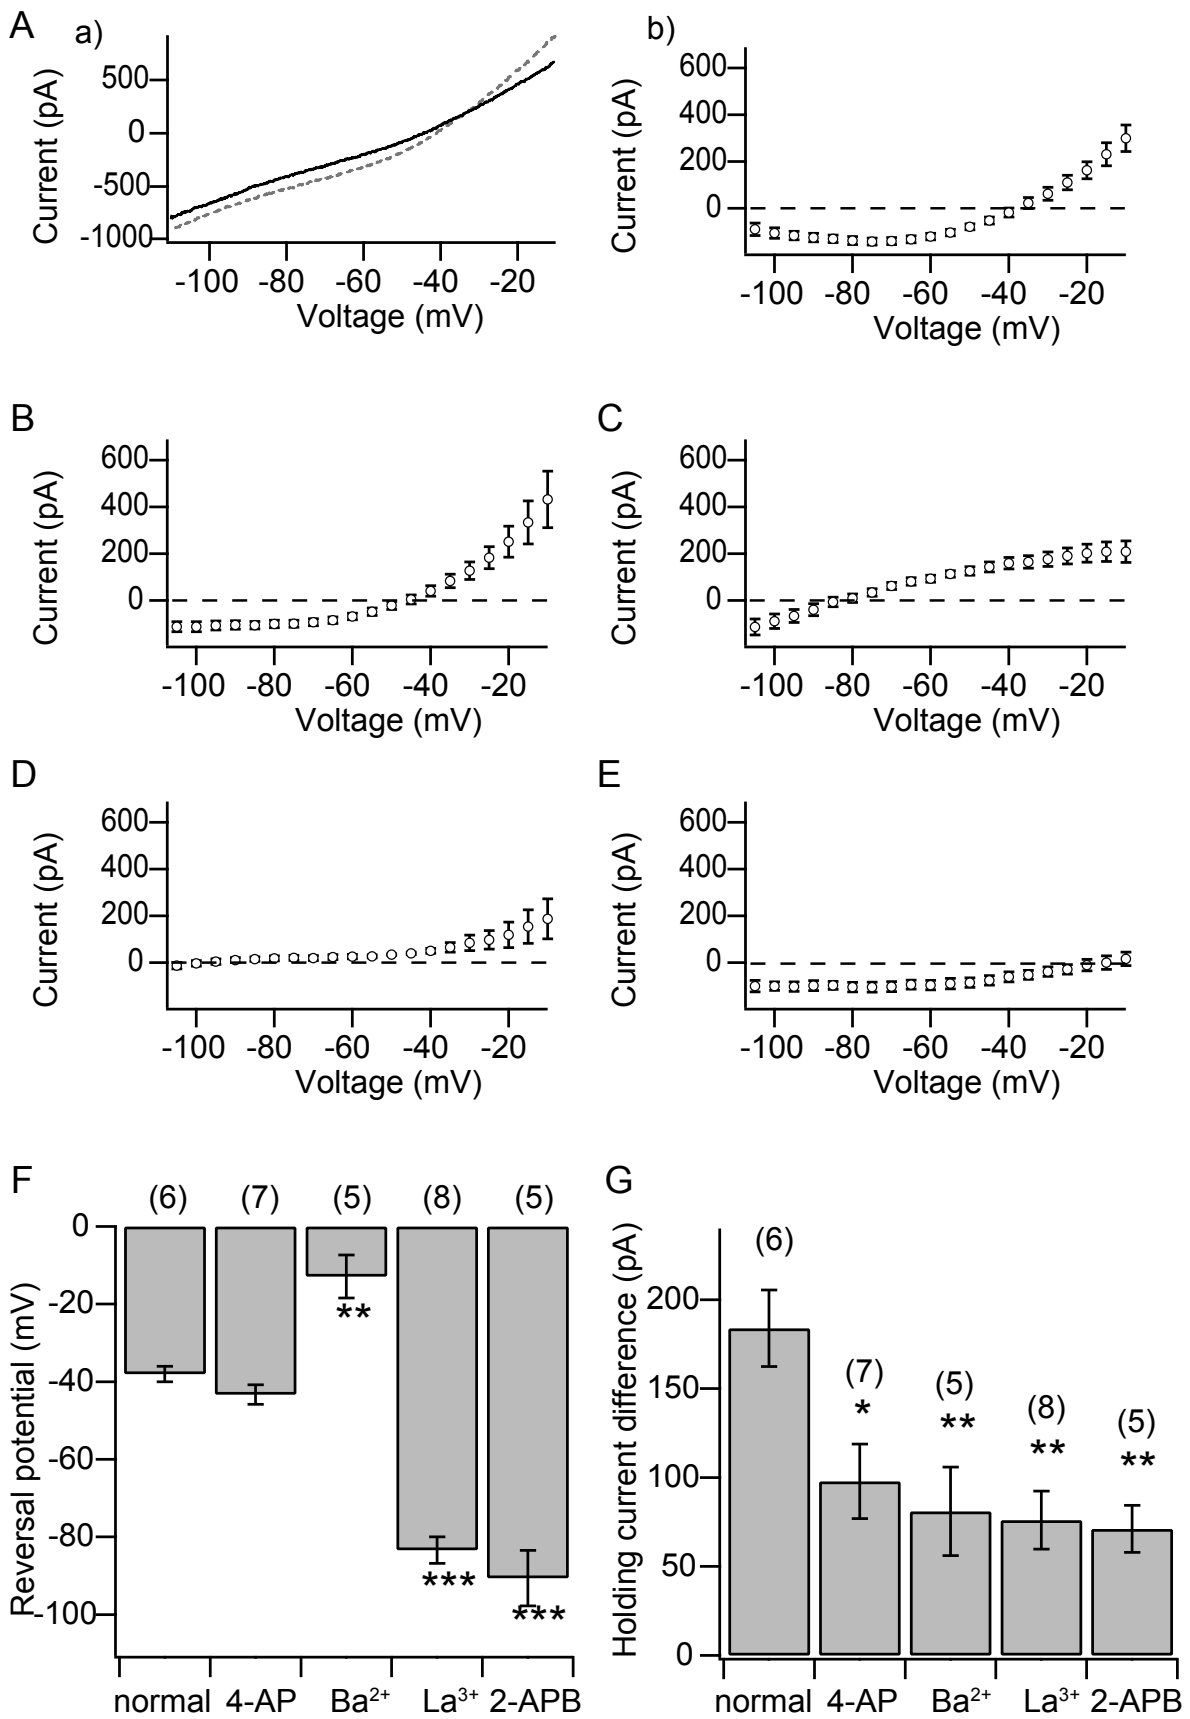 A
a)
Current (pA)
500
0
-500
-1000
-100 -80 -60 -40 -20
Voltage (mV)
b)
Current (pA)
600
400
200
0
-100 -80 -60 -40 -20
Voltage (mV)
B
Current (pA)
600
400
200
0
-100 -80 -60 -40 -20
Voltage (mV)
C
Current (pA)
600
400
200
0
-100 -80 -60 -40 -20
Voltage (mV)
D
Current (pA)
600
400
200
0
-100 -80 -60 -40 -20
Voltage (mV)
E
Current (pA)
600
400
200
0
-100 -80 -60 -40 -20
Voltage (mV)
F
(6) (7) (5) (8) (5)
Reversal potential (mV)
0
-20
-40
-60
-80
-100
**
***
***
normal 4-AP Ba²⁺ La³⁺ 2-APB
G
Holding current difference (pA)
200
150
100
50
0
(6)
(7)
*
(5)
**
(8)
**
(5)
**
normal 4-AP Ba²⁺ La³⁺ 2-APB